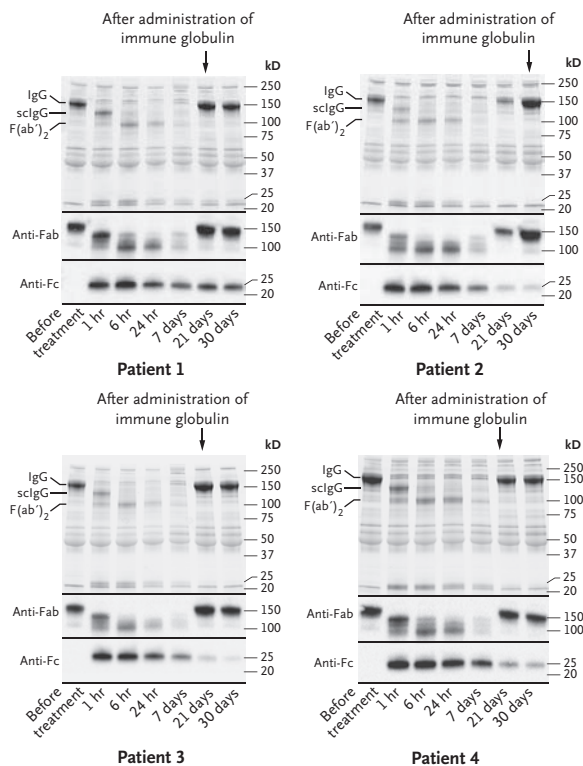 After administration of
immune globulin
kD
IgG
scIgG
F(ab´)2
250
150
100
75
50
37
25
20
Anti-Fab
150
100
Anti-Fc
25
20
Before
treatment
1 hr
6 hr
24 hr
7 days
21 days
30 days
Patient 1
After administration of
immune globulin
kD
IgG
scIgG
F(ab´)2
250
150
100
75
50
37
25
20
Anti-Fab
150
100
Anti-Fc
25
20
Before
treatment
1 hr
6 hr
24 hr
7 days
21 days
30 days
Patient 2
After administration of
immune globulin
kD
IgG
scIgG
F(ab´)2
250
150
100
75
50
37
25
20
Anti-Fab
150
100
Anti-Fc
25
20
Before
treatment
1 hr
6 hr
24 hr
7 days
21 days
30 days
Patient 3
After administration of
immune globulin
kD
IgG
scIgG
F(ab´)2
250
150
100
75
50
37
25
20
Anti-Fab
150
100
Anti-Fc
25
20
Before
treatment
1 hr
6 hr
24 hr
7 days
21 days
30 days
Patient 4